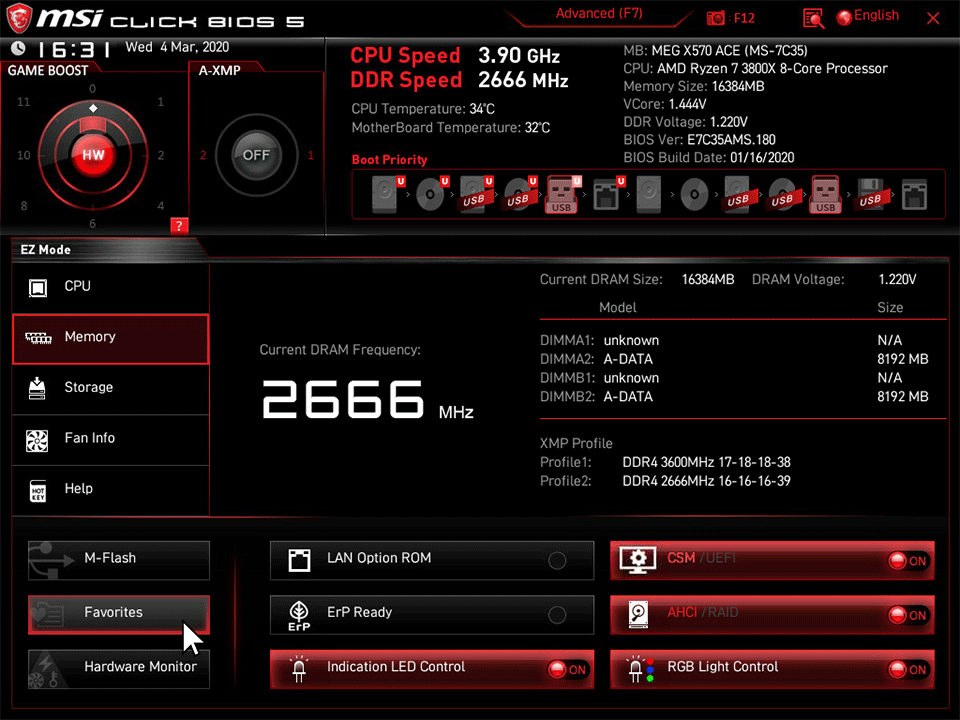 msi CLICK BIOS 5
Advanced (F7)
: F12
English
16:31 Wed 4 Mar, 2020
GAME BOOST
A-XMP
0
11 1
10 HW 2
8 4
6
?
2 OFF 1
CPU Speed 3.90 GHz
DDR Speed 2666 MHz
CPU Temperature: 34°C
MotherBoard Temperature: 32°C
MB: MEG X570 ACE (MS-7C35)
CPU: AMD Ryzen 7 3800X 8-Core Processor
Memory Size: 16384MB
VCore: 1.444V
DDR Voltage: 1.220V
BIOS Ver: E7C35AMS.180
BIOS Build Date: 01/16/2020
Boot Priority
U U U U U U
USB USB USB USB USB USB USB
EZ Mode
CPU
Memory
Storage
Fan Info
Help
HOT KEY
Current DRAM Frequency:
2666 MHz
Current DRAM Size: 16384MB DRAM Voltage: 1.220V
Model Size
DIMMA1: unknown N/A
DIMMA2: A-DATA 8192 MB
DIMMB1: unknown N/A
DIMMB2: A-DATA 8192 MB
XMP Profile
Profile1: DDR4 3600MHz 17-18-18-38
Profile2: DDR4 2666MHz 16-16-16-39
M-Flash
Favorites
Hardware Monitor
LAN Option ROM
ErP Ready
ErP
Indication LED Control ON
CSM /UEFI ON
AHCI /RAID ON
RGB Light Control ON